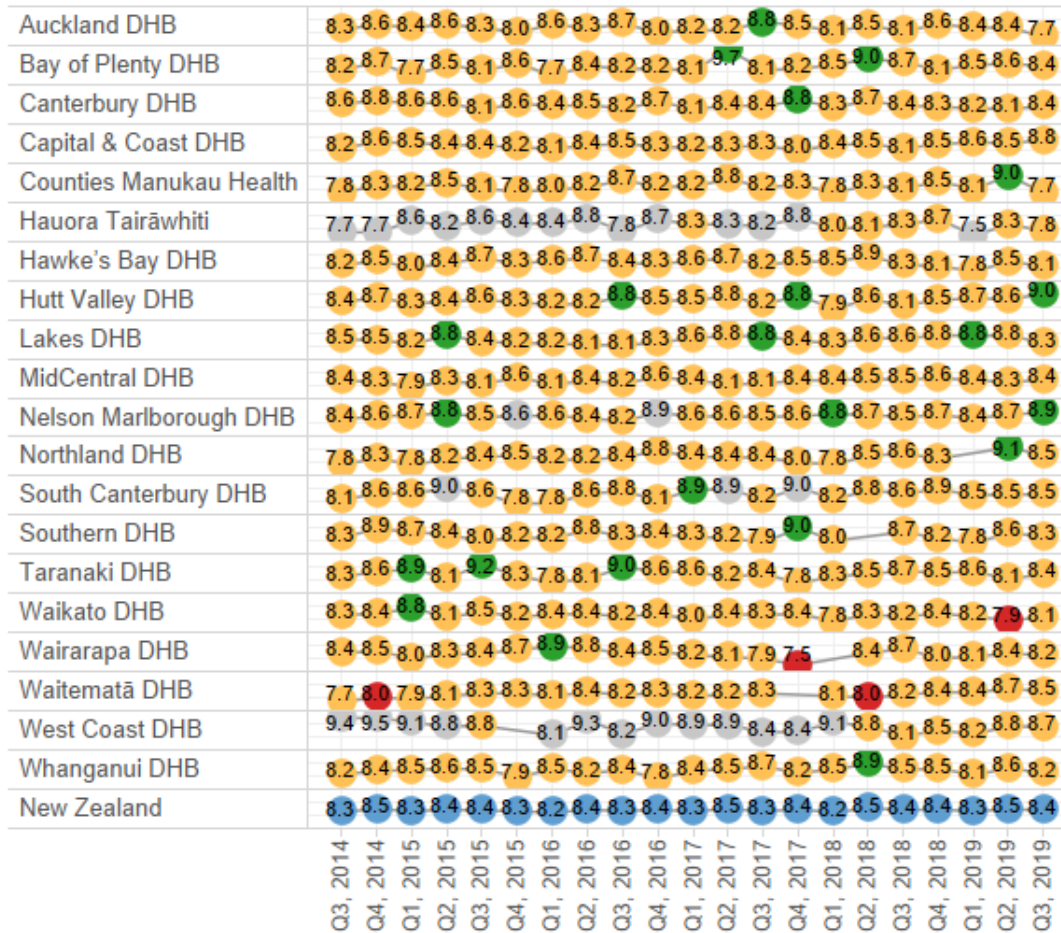 Auckland DHB 8.3 8.6 8.4 8.6 8.3 8.0 8.6 8.3 8.7 8.0 8.2 8.2 8.8 8.5 8.1 8.5 8.1 8.6 8.4 8.4 7.7
Bay of Plenty DHB 8.2 8.7 7.7 8.5 8.1 8.6 7.7 8.4 8.2 8.2 8.1 9.7 8.1 8.2 8.5 9.0 8.7 8.1 8.5 8.6 8.4
Canterbury DHB 8.6 8.8 8.6 8.6 8.1 8.6 8.4 8.5 8.2 8.7 8.1 8.4 8.4 8.8 8.3 8.7 8.4 8.3 8.2 8.1 8.4
Capital & Coast DHB 8.2 8.6 8.5 8.4 8.4 8.2 8.1 8.4 8.5 8.3 8.2 8.3 8.3 8.0 8.4 8.5 8.1 8.5 8.6 8.5 8.8
Counties Manukau Health 7.8 8.3 8.2 8.5 8.1 7.8 8.0 8.2 8.7 8.2 8.2 8.8 8.2 8.3 7.8 8.3 8.1 8.5 8.1 9.0 7.7
Hauora Tairāwhiti 7.7 7.7 8.6 8.2 8.6 8.4 8.4 8.8 7.8 8.7 8.3 8.3 8.2 8.8 8.0 8.1 8.3 8.7 7.5 8.3 7.8
Hawke's Bay DHB 8.2 8.5 8.0 8.4 8.7 8.3 8.6 8.7 8.4 8.3 8.6 8.7 8.2 8.5 8.5 8.9 8.3 8.1 7.8 8.5 8.1
Hutt Valley DHB 8.4 8.7 8.3 8.4 8.6 8.3 8.2 8.2 8.8 8.5 8.5 8.8 8.2 8.8 7.9 8.6 8.1 8.5 8.7 8.6 9.0
Lakes DHB 8.5 8.5 8.2 8.8 8.4 8.2 8.2 8.1 8.1 8.3 8.6 8.8 8.8 8.4 8.3 8.6 8.6 8.8 8.8 8.8 8.3
MidCentral DHB 8.4 8.3 7.9 8.3 8.1 8.6 8.1 8.4 8.2 8.6 8.4 8.1 8.1 8.4 8.4 8.5 8.5 8.6 8.4 8.3 8.4
Nelson Marlborough DHB 8.4 8.6 8.7 8.8 8.5 8.6 8.6 8.4 8.2 8.9 8.6 8.6 8.5 8.6 8.8 8.7 8.5 8.7 8.4 8.7 8.9
Northland DHB 7.8 8.3 7.8 8.2 8.4 8.5 8.2 8.2 8.4 8.8 8.4 8.4 8.4 8.0 7.8 8.5 8.6 8.3 9.1 8.5
South Canterbury DHB 8.1 8.6 8.6 9.0 8.6 7.8 7.8 8.6 8.8 8.1 8.9 8.9 8.2 9.0 8.2 8.8 8.6 8.9 8.5 8.5 8.5
Southern DHB 8.3 8.9 8.7 8.4 8.0 8.2 8.2 8.8 8.3 8.4 8.3 8.2 7.9 9.0 8.0 8.7 8.2 7.8 8.6 8.3
Taranaki DHB 8.3 8.6 8.9 8.1 9.2 8.3 7.8 8.1 9.0 8.6 8.6 8.2 8.4 7.8 8.3 8.5 8.7 8.5 8.6 8.1 8.4
Waikato DHB 8.3 8.4 8.8 8.1 8.5 8.2 8.4 8.4 8.2 8.4 8.0 8.4 8.3 8.4 7.8 8.3 8.2 8.4 8.2 7.9 8.1
Wairarapa DHB 8.4 8.5 8.0 8.3 8.4 8.7 8.9 8.8 8.4 8.5 8.2 8.1 7.9 7.5 8.4 8.7 8.0 8.1 8.4 8.2
Waitematā DHB 7.7 8.0 7.9 8.1 8.3 8.3 8.1 8.4 8.2 8.3 8.2 8.2 8.3 8.1 8.0 8.2 8.4 8.4 8.7 8.5
West Coast DHB 9.4 9.5 9.1 8.8 8.8 8.1 9.3 8.2 9.0 8.9 8.9 8.4 8.4 9.1 8.8 8.1 8.5 8.2 8.8 8.7
Whanganui DHB 8.2 8.4 8.5 8.6 8.5 7.9 8.5 8.2 8.4 7.8 8.4 8.5 8.7 8.2 8.5 8.9 8.5 8.5 8.1 8.6 8.2
New Zealand 8.3 8.5 8.3 8.4 8.4 8.3 8.2 8.4 8.3 8.4 8.3 8.5 8.3 8.4 8.2 8.5 8.4 8.4 8.3 8.5 8.4
Q3, 2014
Q4, 2014
Q1, 2015
Q2, 2015
Q3, 2015
Q4, 2015
Q1, 2016
Q2, 2016
Q3, 2016
Q4, 2016
Q1, 2017
Q2, 2017
Q3, 2017
Q4, 2017
Q1, 2018
Q2, 2018
Q3, 2018
Q4, 2018
Q1, 2019
Q2, 2019
Q3, 2019